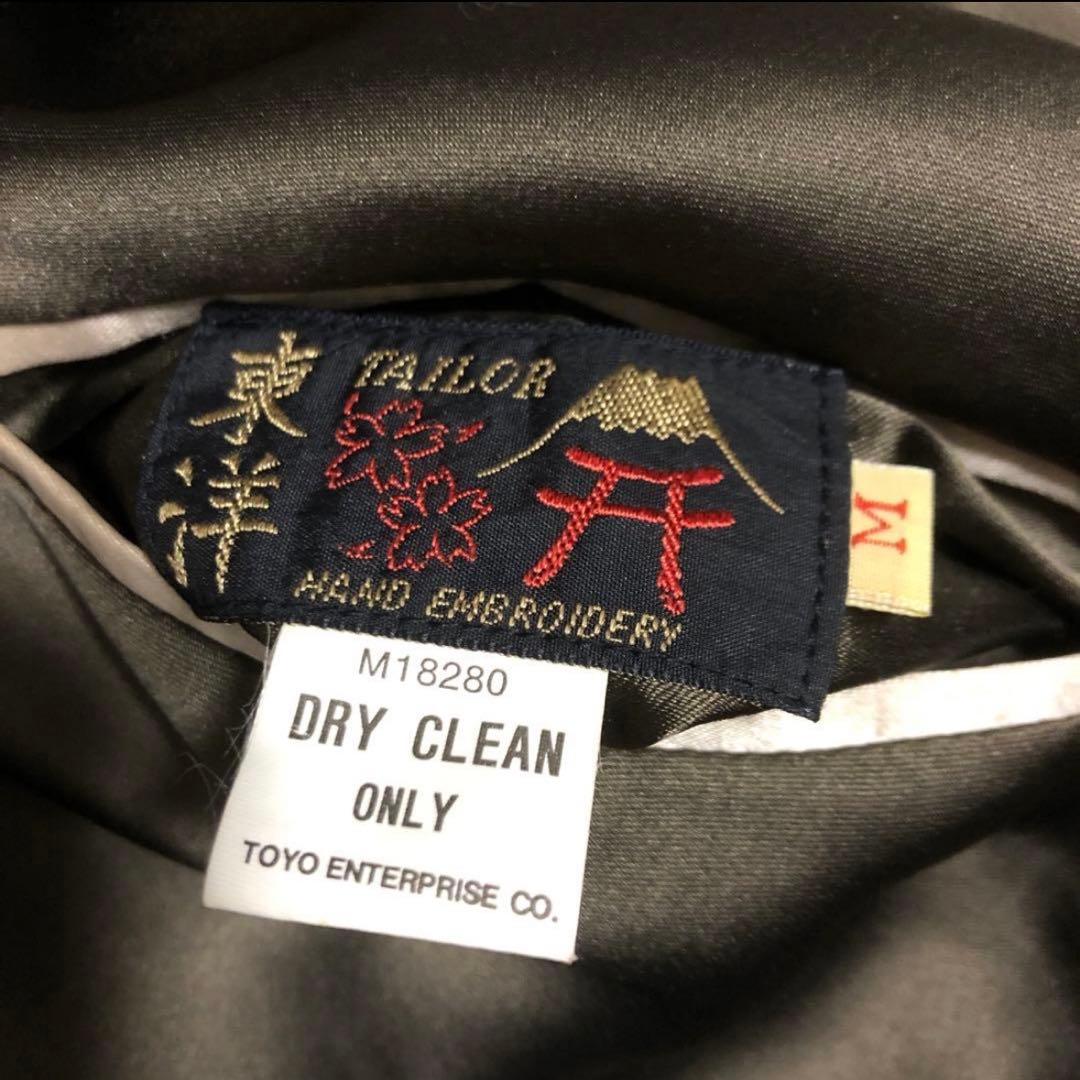 東洋
TAILOR
HAND EMBROIDERY
M
M18280
DRY CLEAN
ONLY
TOYO ENTERPRISE CO.